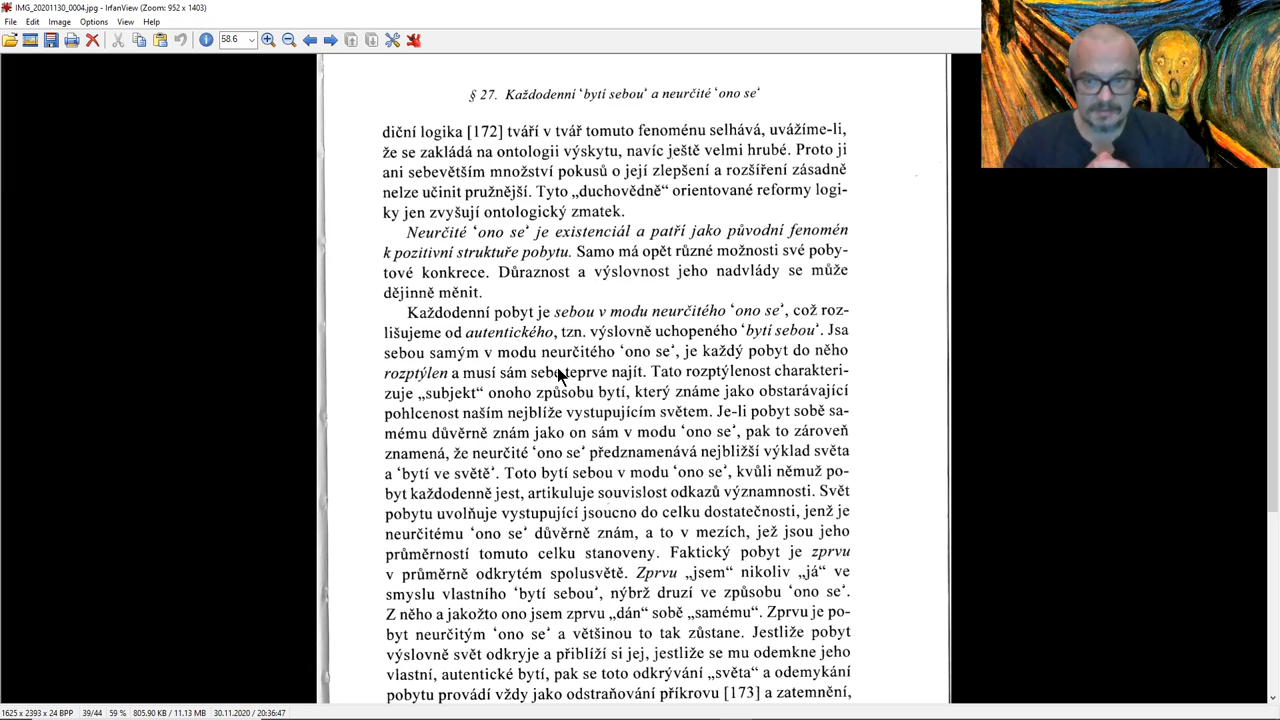 IMG_20201130_0004.jpg - IrfanView (Zoom: 952 x 1403)
File Edit Image Options View Help
58.6
§ 27. Každodenní ‛bytí sebou’ a neurčité ‛ono se’
diční logika [172] tváří v tvář tomuto fenoménu selhává, uvážíme-li,
že se zakládá na ontologii výskytu, navíc ještě velmi hrubé. Proto ji
ani sebevětším množství pokusů o její zlepšení a rozšíření zásadně
nelze učinit pružnější. Tyto „duchovědně“ orientované reformy logi-
ky jen zvyšují ontologický zmatek.
Neurčité ‛ono se’ je existenciál a patří jako původní fenomén
k pozitivní struktuře pobytu. Samo má opět různé možnosti své poby-
tové konkrece. Důraznost a výslovnost jeho nadvlády se může
dějinně měnit.
Každodenní pobyt je sebou v modu neurčitého ‛ono se’, což roz-
lišujeme od autentického, tzn. výslovně uchopeného ‛bytí sebou’. Jsa
sebou samým v modu neurčitého ‛ono se’, je každý pobyt do něho
rozptýlen a musí sám sebe teprve najít. Tato rozptýlenost charakteri-
zuje „subjekt“ onoho způsobu bytí, který známe jako obstarávající
pohlcenost naším nejblíže vystupujícím světem. Je-li pobyt sobě sa-
mému důvěrně znám jako on sám v modu ‛ono se’, pak to zároveň
znamená, že neurčité ‛ono se’ předznamenává nejbližší výklad světa
a ‛bytí ve světě’. Toto bytí sebou v modu ‛ono se’, kvůli němuž po-
byt každodenně jest, artikuluje souvislost odkazů významnosti. Svět
pobytu uvolňuje vystupující jsoucno do celku dostatečnosti, jenž je
neurčitému ‛ono se’ důvěrně znám, a to v mezích, jež jsou jeho
průměrností tomuto celku stanoveny. Faktický pobyt je zprvu
v průměrně odkrytém spolusvětě. Zprvu „jsem“ nikoliv „já“ ve
smyslu vlastního ‛bytí sebou’, nýbrž druzí ve způsobu ‛ono se’.
Z něho a jakožto ono jsem zprvu „dán“ sobě „samému“. Zprvu je po-
byt neurčitým ‛ono se’ a většinou to tak zůstane. Jestliže pobyt
výslovně svět odkryje a přiblíží si jej, jestliže se mu odemkne jeho
vlastní, autentické bytí, pak se toto odkrývání „světa“ a odemykání
pobytu provádí vždy jako odstraňování příkrovu [173] a zatemnění,
1625 x 2393 x 24 BPP 39/44 59 % 805.90 KB / 11.13 MB 30.11.2020 / 20:36:47